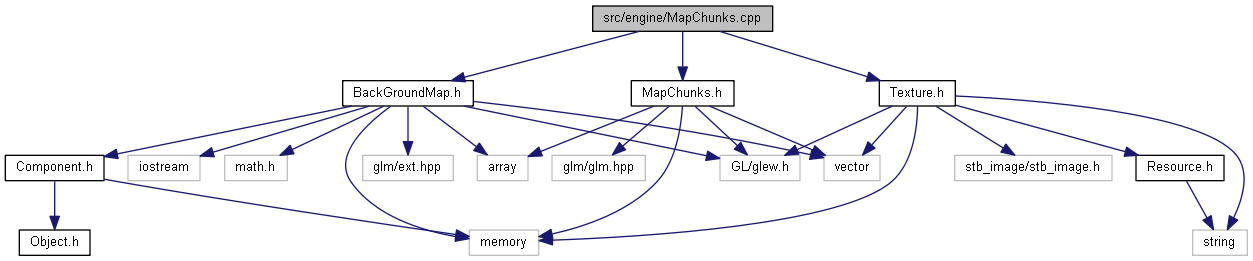 src/engine/MapChunks.cpp
BackGroundMap.h
MapChunks.h
Texture.h
Component.h
iostream
math.h
glm/ext.hpp
array
glm/glm.hpp
GL/glew.h
vector
stb_image/stb_image.h
Resource.h
Object.h
memory
string